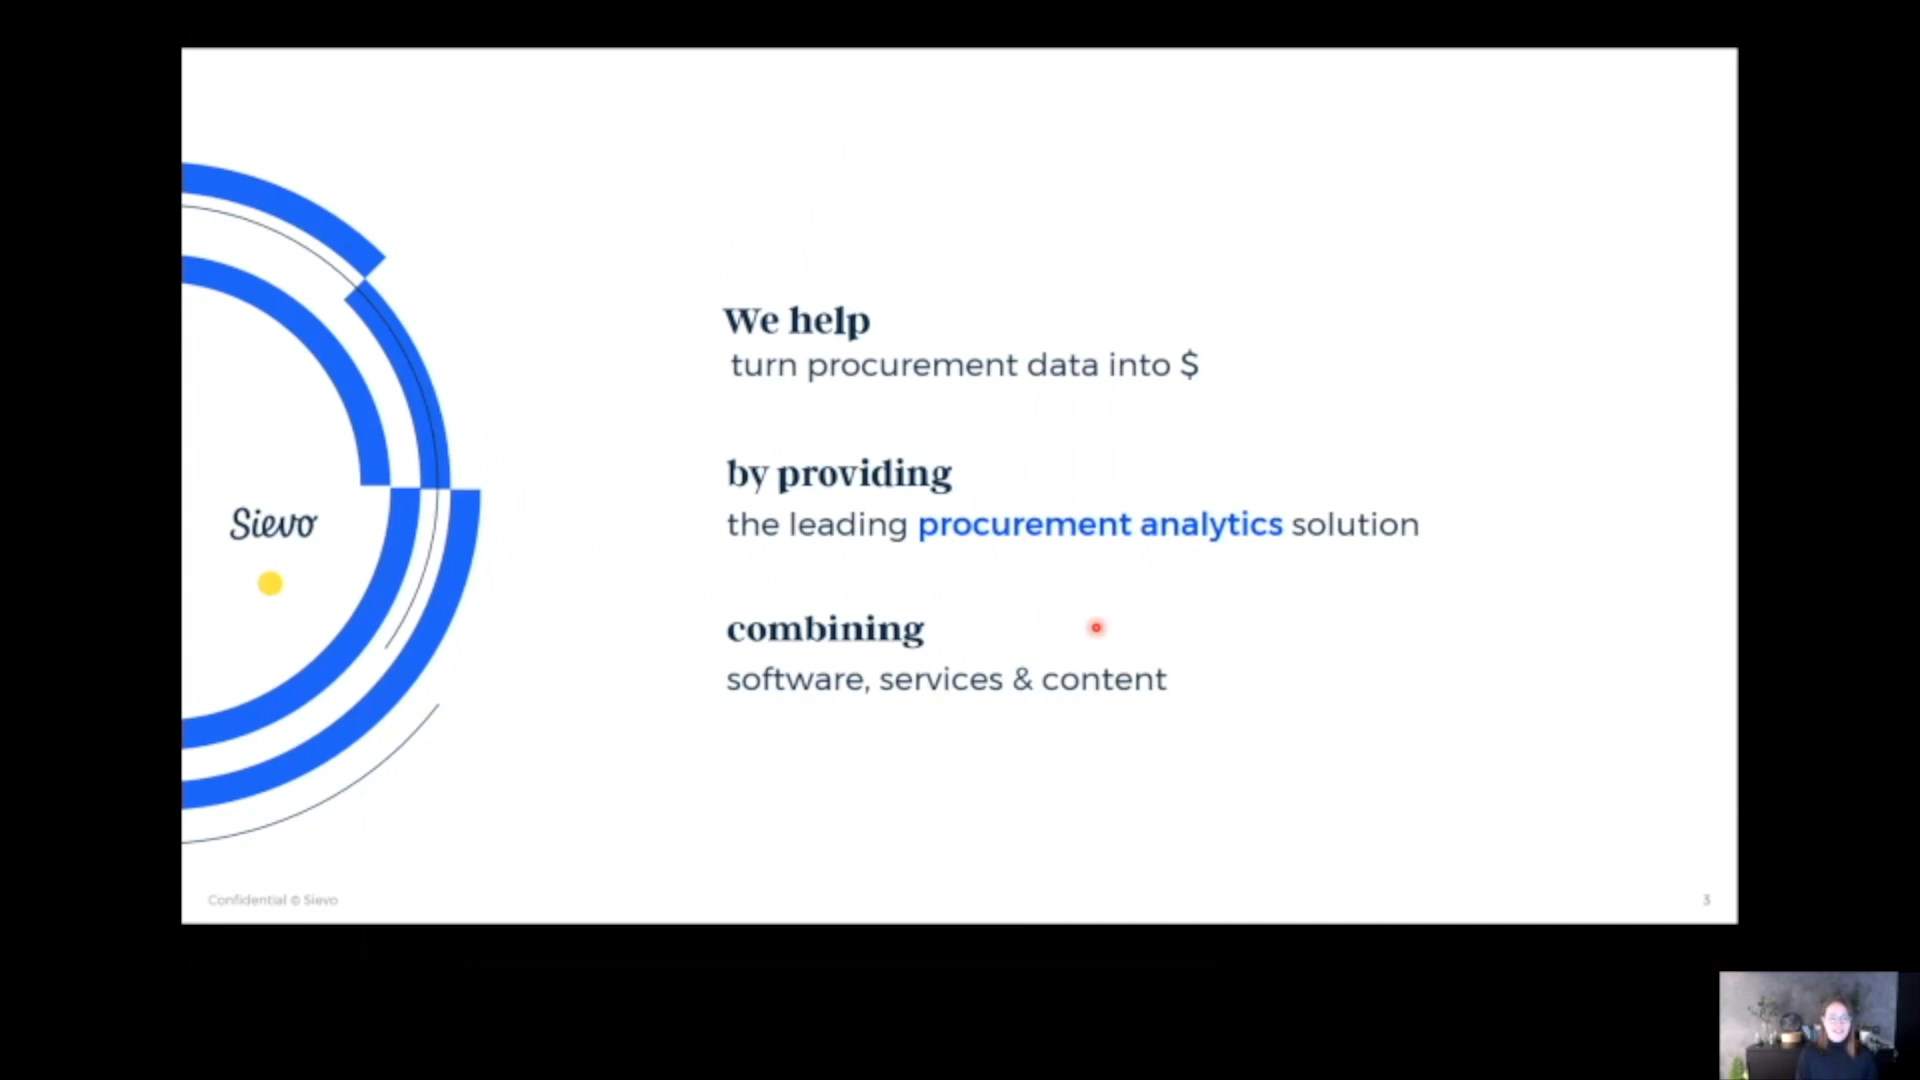 We help
turn procurement data into $
by providing
the leading procurement analytics solution
Sievo
combining
software, services & content
Confidential © Sievo
3